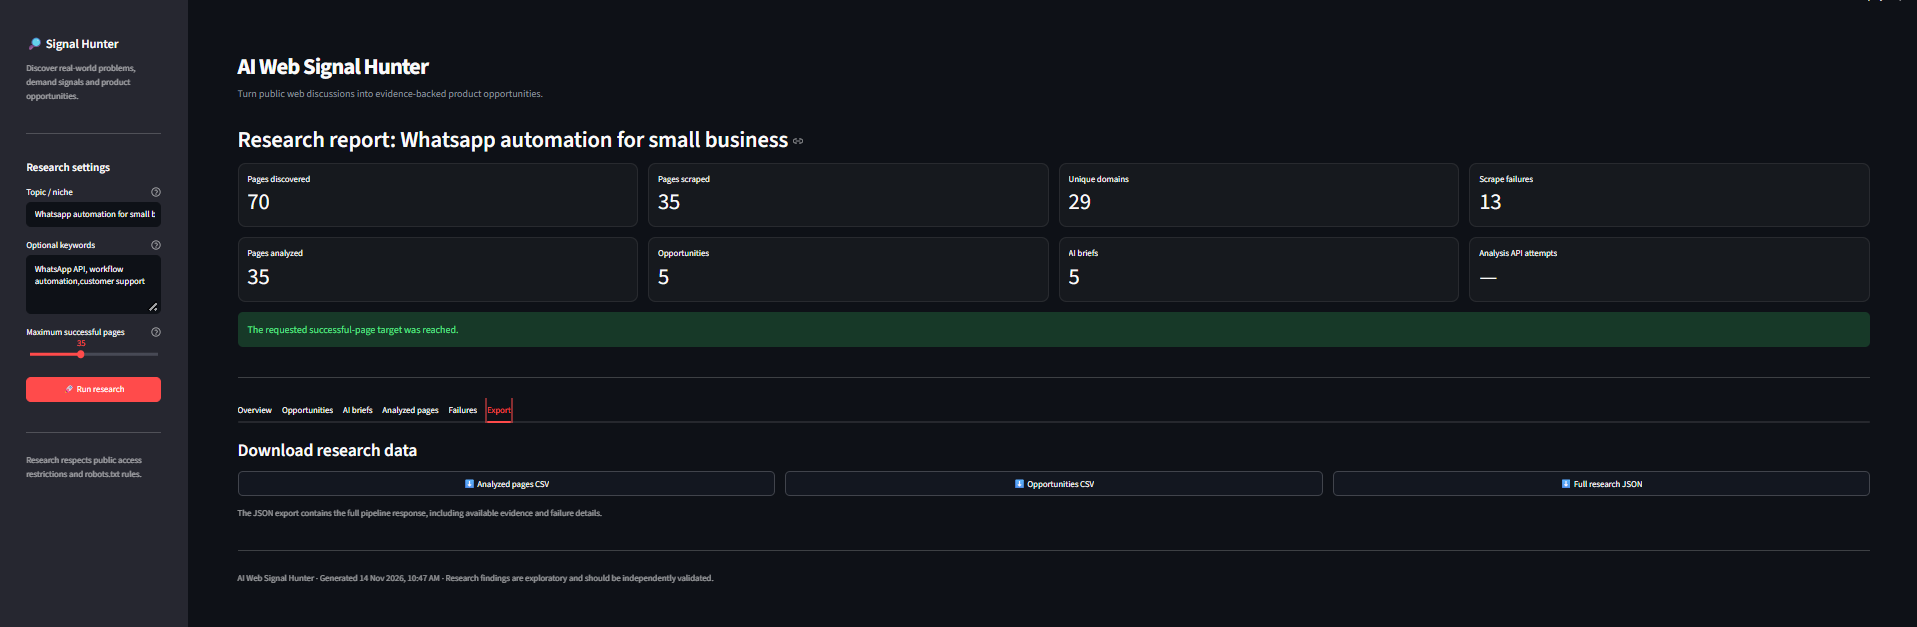 Signal Hunter
Discover real-world problems,
demand signals and product
opportunities.
Research settings
Topic / niche
Whatsapp automation for small b
Optional keywords
WhatsApp API, workflow
automation,customer support
Maximum successful pages
35
Run research
Research respects public access
restrictions and robots.txt rules.
AI Web Signal Hunter
Turn public web discussions into evidence-backed product opportunities.
Research report: Whatsapp automation for small business
Pages discovered
70
Pages scraped
35
Unique domains
29
Scrape failures
13
Pages analyzed
35
Opportunities
5
AI briefs
5
Analysis API attempts
—
The requested successful-page target was reached.
Overview Opportunities AI briefs Analyzed pages Failures Export
Download research data
Analyzed pages CSV
Opportunities CSV
Full research JSON
The JSON export contains the full pipeline response, including available evidence and failure details.
AI Web Signal Hunter · Generated 14 Nov 2026, 10:47 AM · Research findings are exploratory and should be independently validated.